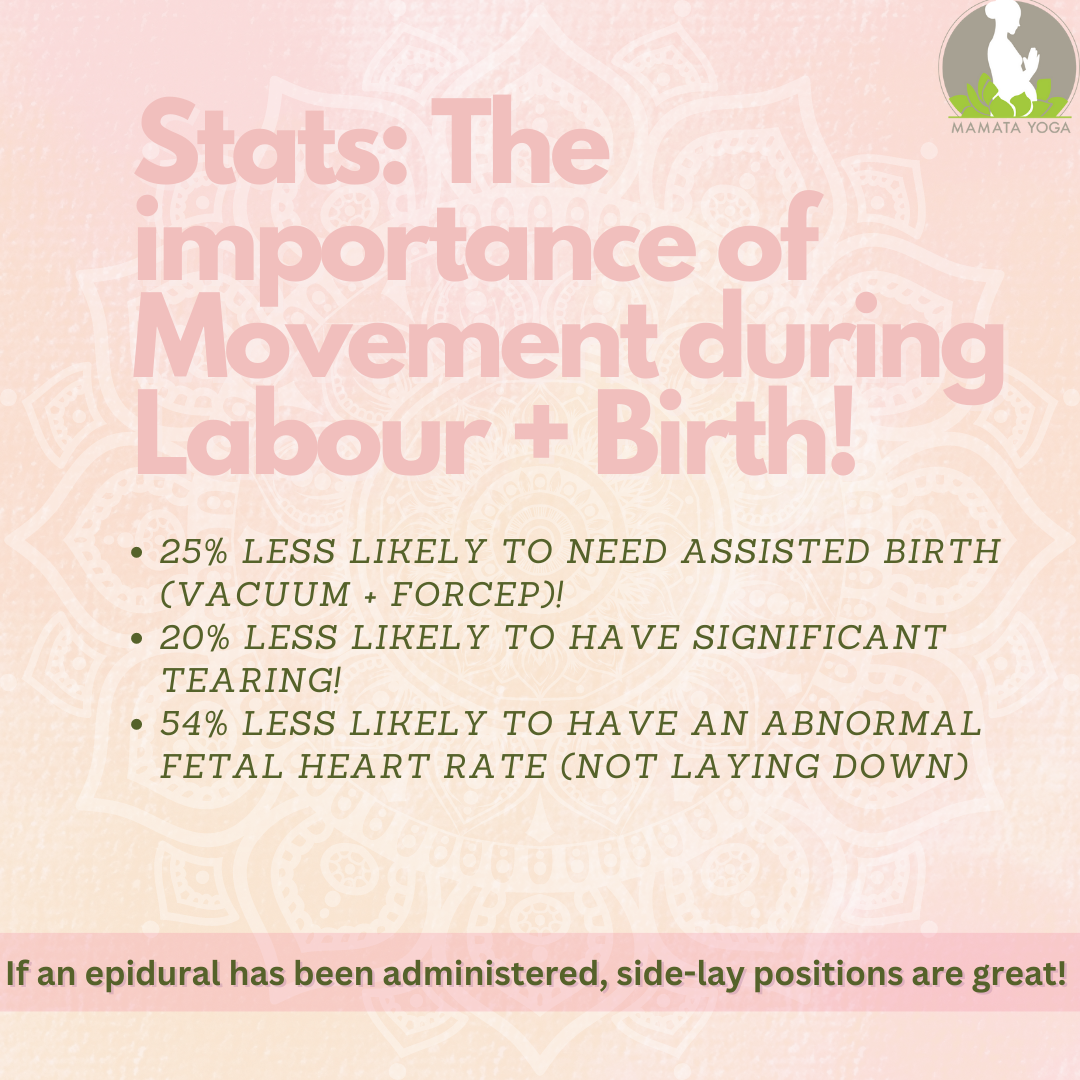 MAMATA YOGA
Stats: The
importance of
Movement during
Labour + Birth!
• 25% LESS LIKELY TO NEED ASSISTED BIRTH
(VACUUM + FORCEP)!
• 20% LESS LIKELY TO HAVE SIGNIFICANT
TEARING!
• 54% LESS LIKELY TO HAVE AN ABNORMAL
FETAL HEART RATE (NOT LAYING DOWN)
If an epidural has been administered, side-lay positions are great!